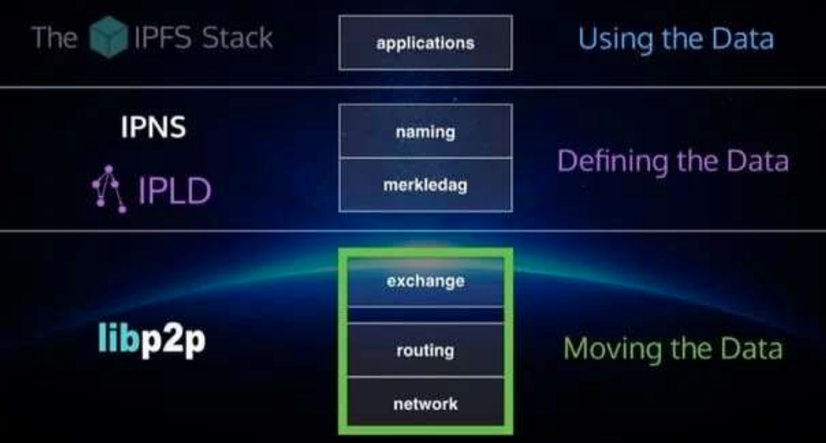 The IPFS Stack
applications
Using the Data
IPNS
naming
IPLD
merkledag
Defining the Data
exchange
libp2p
routing
network
Moving the Data